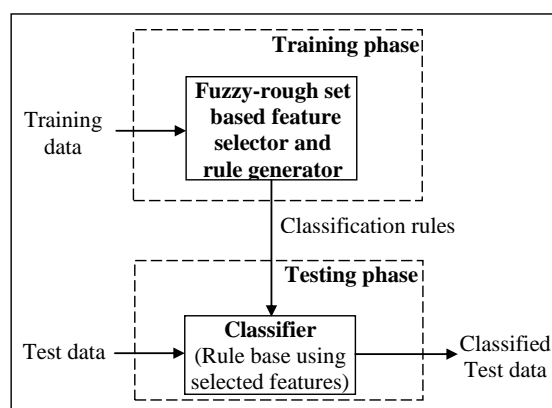 Training phase
Fuzzy-rough set
based feature
selector and
rule generator
Training
data
Classification rules
Testing phase
Classifier
(Rule base using
selected features)
Test data
Classified
Test data